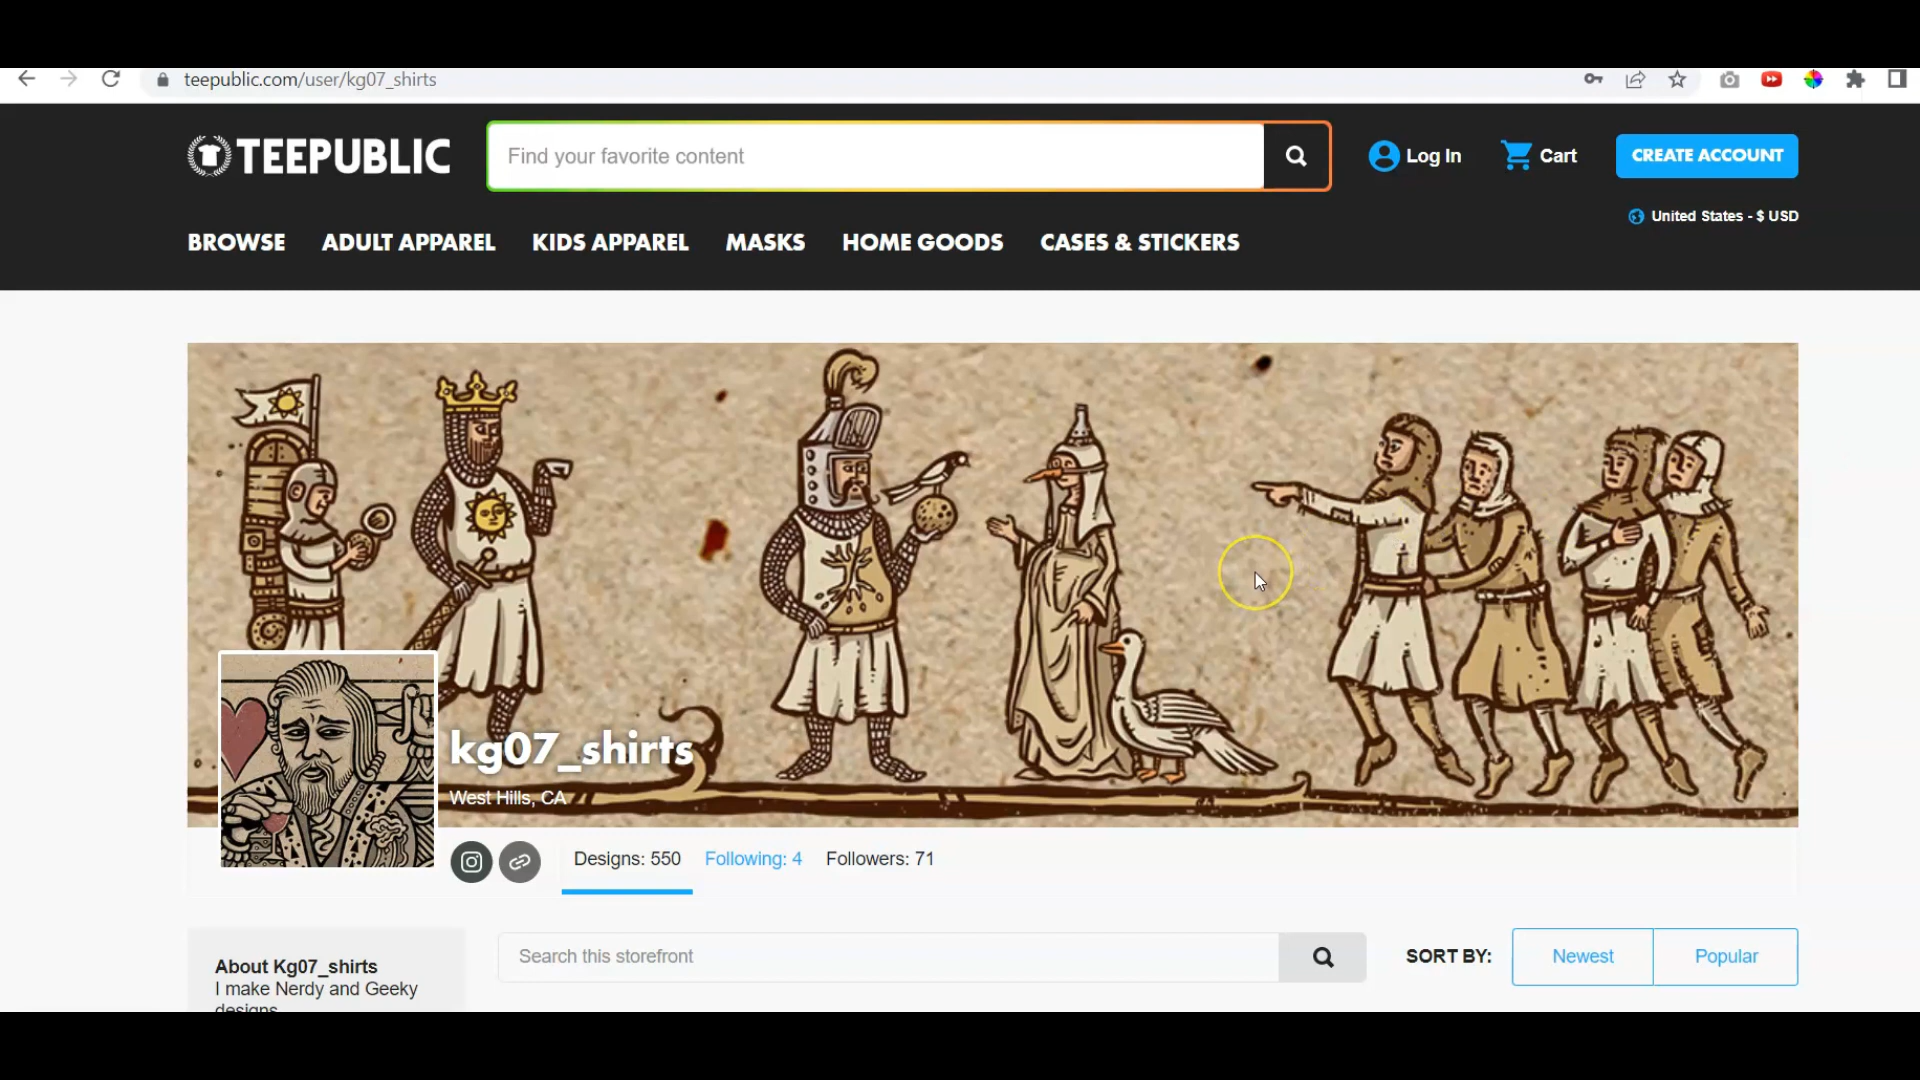 teepublic.com/user/kg07_shirts
TEEPUBLIC
Find your favorite content
Log In
Cart
CREATE ACCOUNT
United States - $ USD
BROWSE
ADULT APPAREL
KIDS APPAREL
MASKS
HOME GOODS
CASES & STICKERS
kg07_shirts
West Hills, CA
Designs: 550
Following: 4
Followers: 71
About Kg07_shirts
I make Nerdy and Geeky
designs
Search this storefront
SORT BY:
Newest
Popular